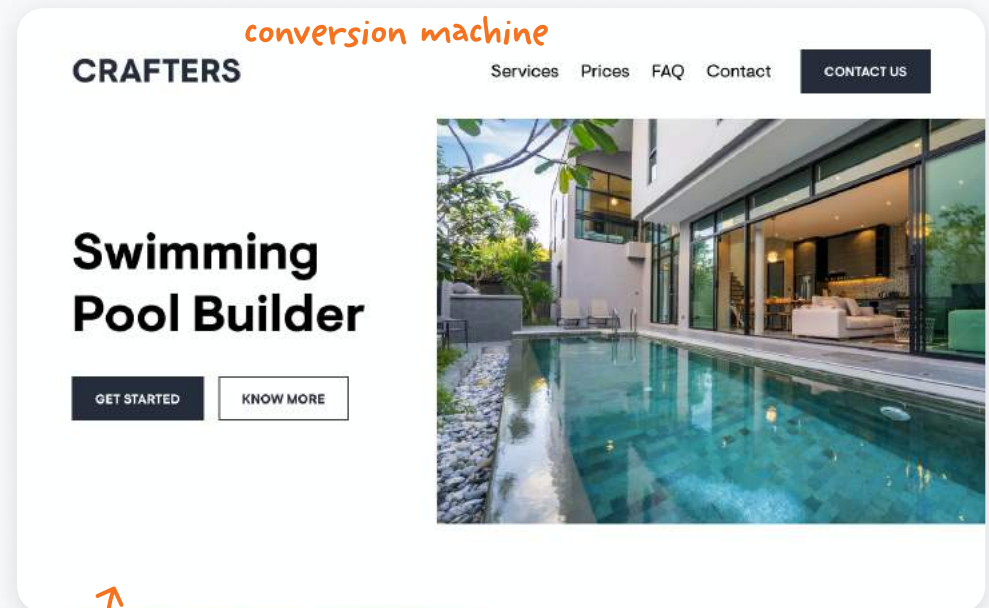 conversion machine
CRAFTERS
Services Prices FAQ Contact CONTACT US
Swimming
Pool Builder
GET STARTED KNOW MORE